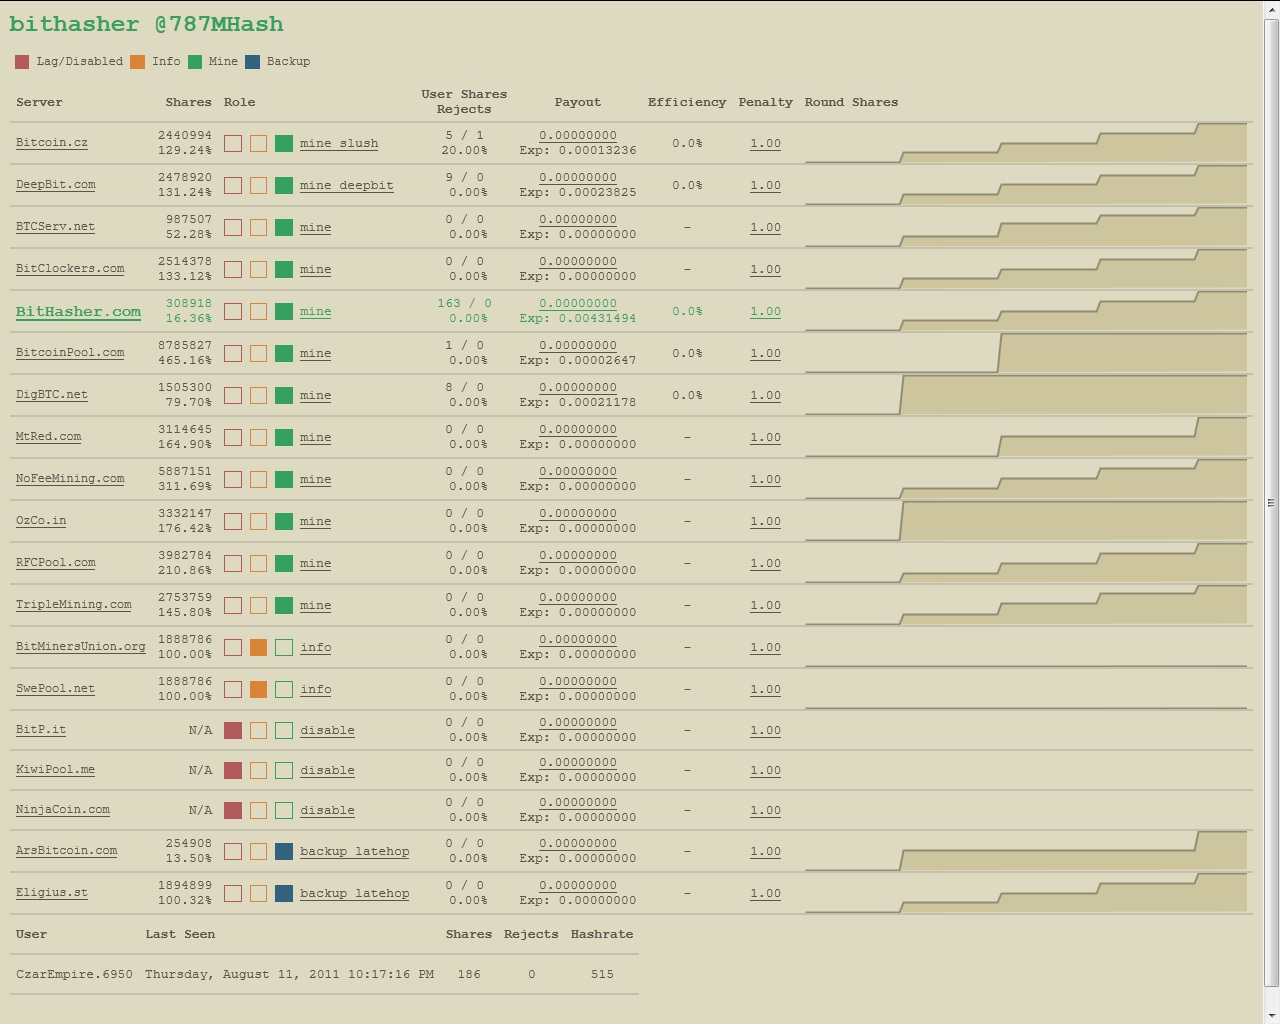 bithasher @787MHash
Lag/Disabled Info Mine Backup
Server Shares Role User Shares Rejects Payout Efficiency Penalty Round Shares
Bitcoin.cz 2440994 129.24% mine slush 5 / 1 20.00% 0.00000000 Exp: 0.00013236 0.0% 1.00
DeepBit.com 2478920 131.24% mine deepbit 9 / 0 0.00% 0.00000000 Exp: 0.00023825 0.0% 1.00
BTCServ.net 987507 52.28% mine 0 / 0 0.00% 0.00000000 Exp: 0.00000000 - 1.00
BitClockers.com 2514378 133.12% mine 0 / 0 0.00% 0.00000000 Exp: 0.00000000 - 1.00
BitHasher.com 308918 16.36% mine 163 / 0 0.00% 0.00000000 Exp: 0.00431494 0.0% 1.00
BitcoinPool.com 8785827 465.16% mine 1 / 0 0.00% 0.00000000 Exp: 0.00002647 0.0% 1.00
DigBTC.net 1505300 79.70% mine 8 / 0 0.00% 0.00000000 Exp: 0.00021178 0.0% 1.00
MtRed.com 3114645 164.90% mine 0 / 0 0.00% 0.00000000 Exp: 0.00000000 - 1.00
NoFeeMining.com 5887151 311.69% mine 0 / 0 0.00% 0.00000000 Exp: 0.00000000 - 1.00
OzCo.in 3332147 176.42% mine 0 / 0 0.00% 0.00000000 Exp: 0.00000000 - 1.00
RFCPool.com 3982784 210.86% mine 0 / 0 0.00% 0.00000000 Exp: 0.00000000 - 1.00
TripleMining.com 2753759 145.80% mine 0 / 0 0.00% 0.00000000 Exp: 0.00000000 - 1.00
BitMinersUnion.org 1888786 100.00% info 0 / 0 0.00% 0.00000000 Exp: 0.00000000 - 1.00
SwePool.net 1888786 100.00% info 0 / 0 0.00% 0.00000000 Exp: 0.00000000 - 1.00
BitP.it N/A disable 0 / 0 0.00% 0.00000000 Exp: 0.00000000 - 1.00
KiwiPool.me N/A disable 0 / 0 0.00% 0.00000000 Exp: 0.00000000 - 1.00
NinjaCoin.com N/A disable 0 / 0 0.00% 0.00000000 Exp: 0.00000000 - 1.00
ArsBitcoin.com 254908 13.50% backup latehop 0 / 0 0.00% 0.00000000 Exp: 0.00000000 - 1.00
Eligius.st 1894899 100.32% backup latehop 0 / 0 0.00% 0.00000000 Exp: 0.00000000 - 1.00
User Last Seen Shares Rejects Hashrate
CzarEmpire.6950 Thursday, August 11, 2011 10:17:16 PM 186 0 515